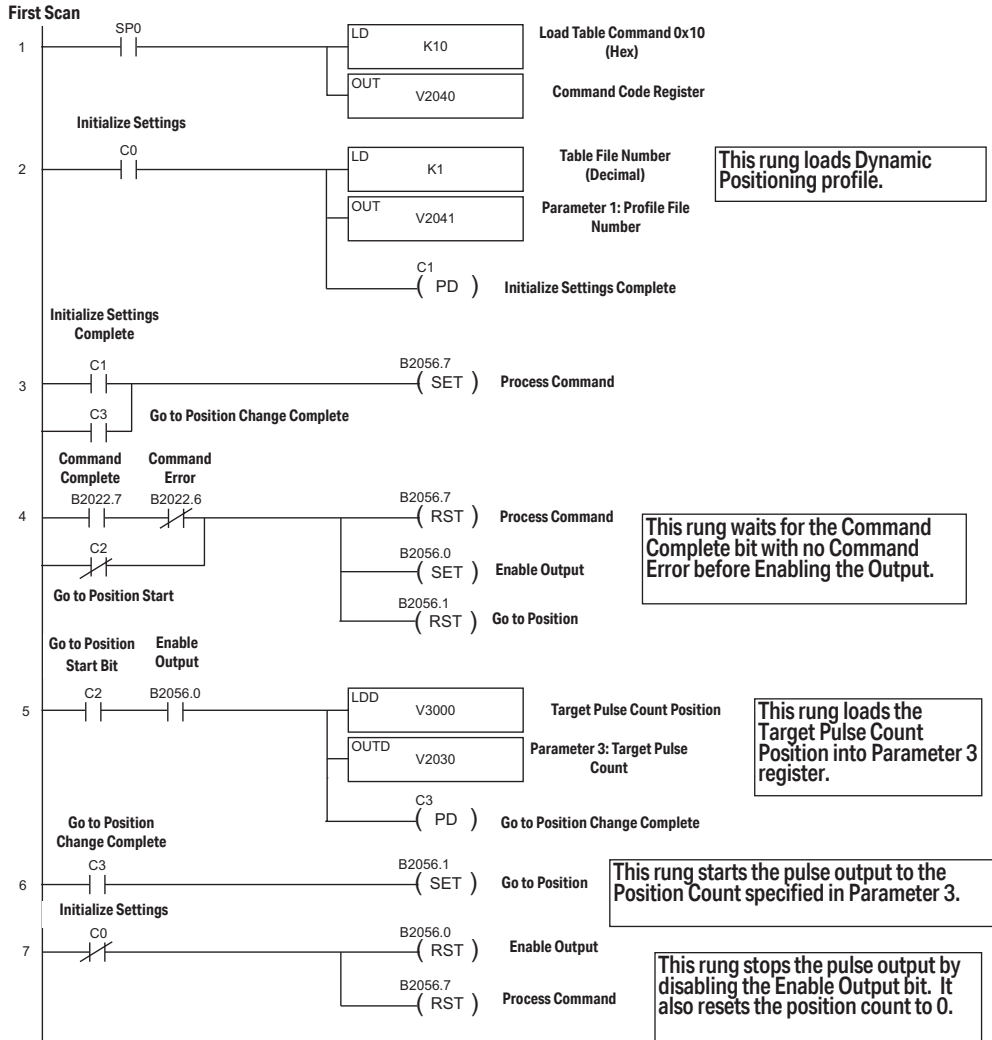 First Scan
SP0
1
LD
K10
Load Table Command 0x10
(Hex)
OUT
V2040
Command Code Register
Initialize Settings
C0
2
LD
K1
Table File Number
(Decimal)
This rung loads Dynamic
Positioning profile.
OUT
V2041
Parameter 1: Profile File
Number
C1
( PD )
Initialize Settings Complete
Initialize Settings
Complete
C1
3
B2056.7
( SET )
Process Command
C3
Go to Position Change Complete
Command
Complete
Command
Error
B2022.7
B2022.6
4
B2056.7
( RST )
Process Command
This rung waits for the Command
Complete bit with no Command
Error before Enabling the Output.
C2
Go to Position Start
B2056.0
( SET )
Enable Output
B2056.1
( RST )
Go to Position
Go to Position
Start Bit
Enable
Output
C2
B2056.0
5
LDD
V3000
Target Pulse Count Position
This rung loads the
Target Pulse Count
Position into Parameter 3
register.
OUTD
V2030
Parameter 3: Target Pulse
Count
C3
( PD )
Go to Position Change Complete
Go to Position
Change Complete
C3
6
B2056.1
( SET )
Go to Position
This rung starts the pulse output to the
Position Count specified in Parameter 3.
Initialize Settings
C0
7
B2056.0
( RST )
Enable Output
B2056.7
( RST )
Process Command
This rung stops the pulse output by
disabling the Enable Output bit. It
also resets the position count to 0.